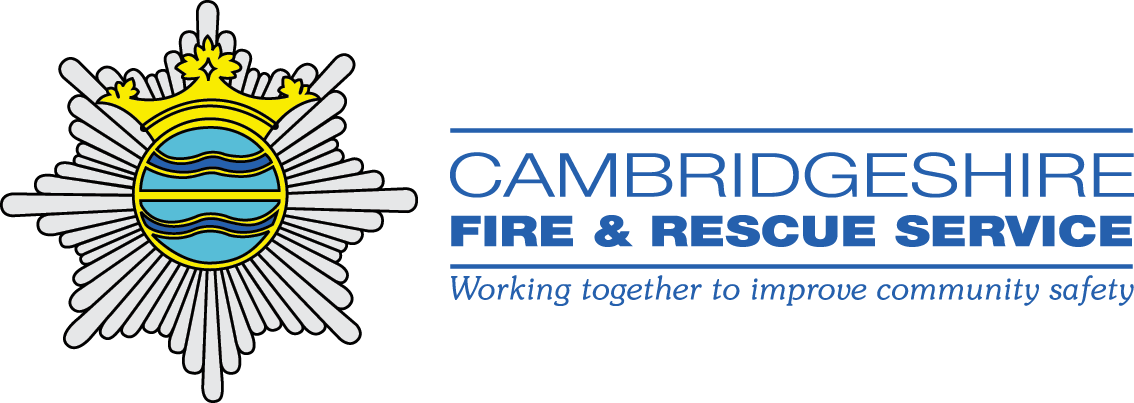 CAMBRIDGESHIRE
FIRE & RESCUE SERVICE
Working together to improve community safety